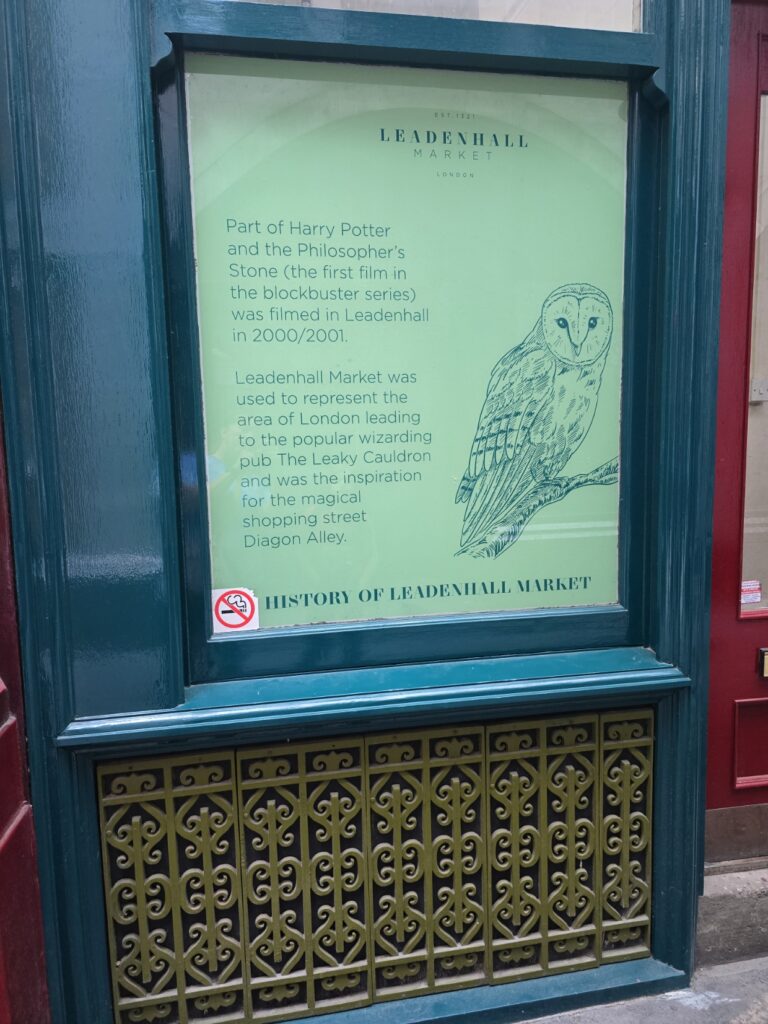 EST. 1321
LEADENHALL
MARKET
LONDON
Part of Harry Potter
and the Philosopher's
Stone (the first film in
the blockbuster series)
was filmed in Leadenhall
in 2000/2001.
Leadenhall Market was
used to represent the
area of London leading
to the popular wizarding
pub The Leaky Cauldron
and was the inspiration
for the magical
shopping street
Diagon Alley.
HISTORY OF LEADENHALL MARKET